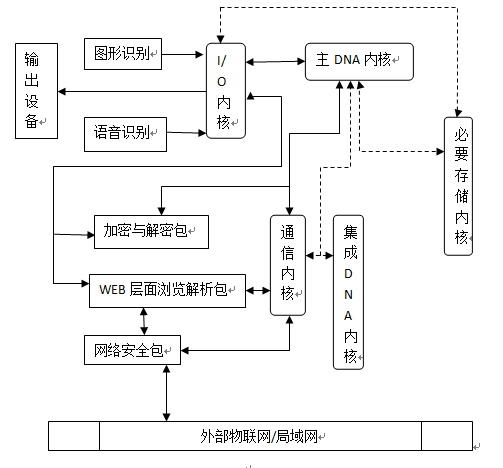 图形识别
输出设备
I/O内核
主 DNA 内核
语音识别
必要存储内核
加密与解密包
通信内核
集成DNA内核
WEB 层面浏览解析包
网络安全包
外部物联网/局域网